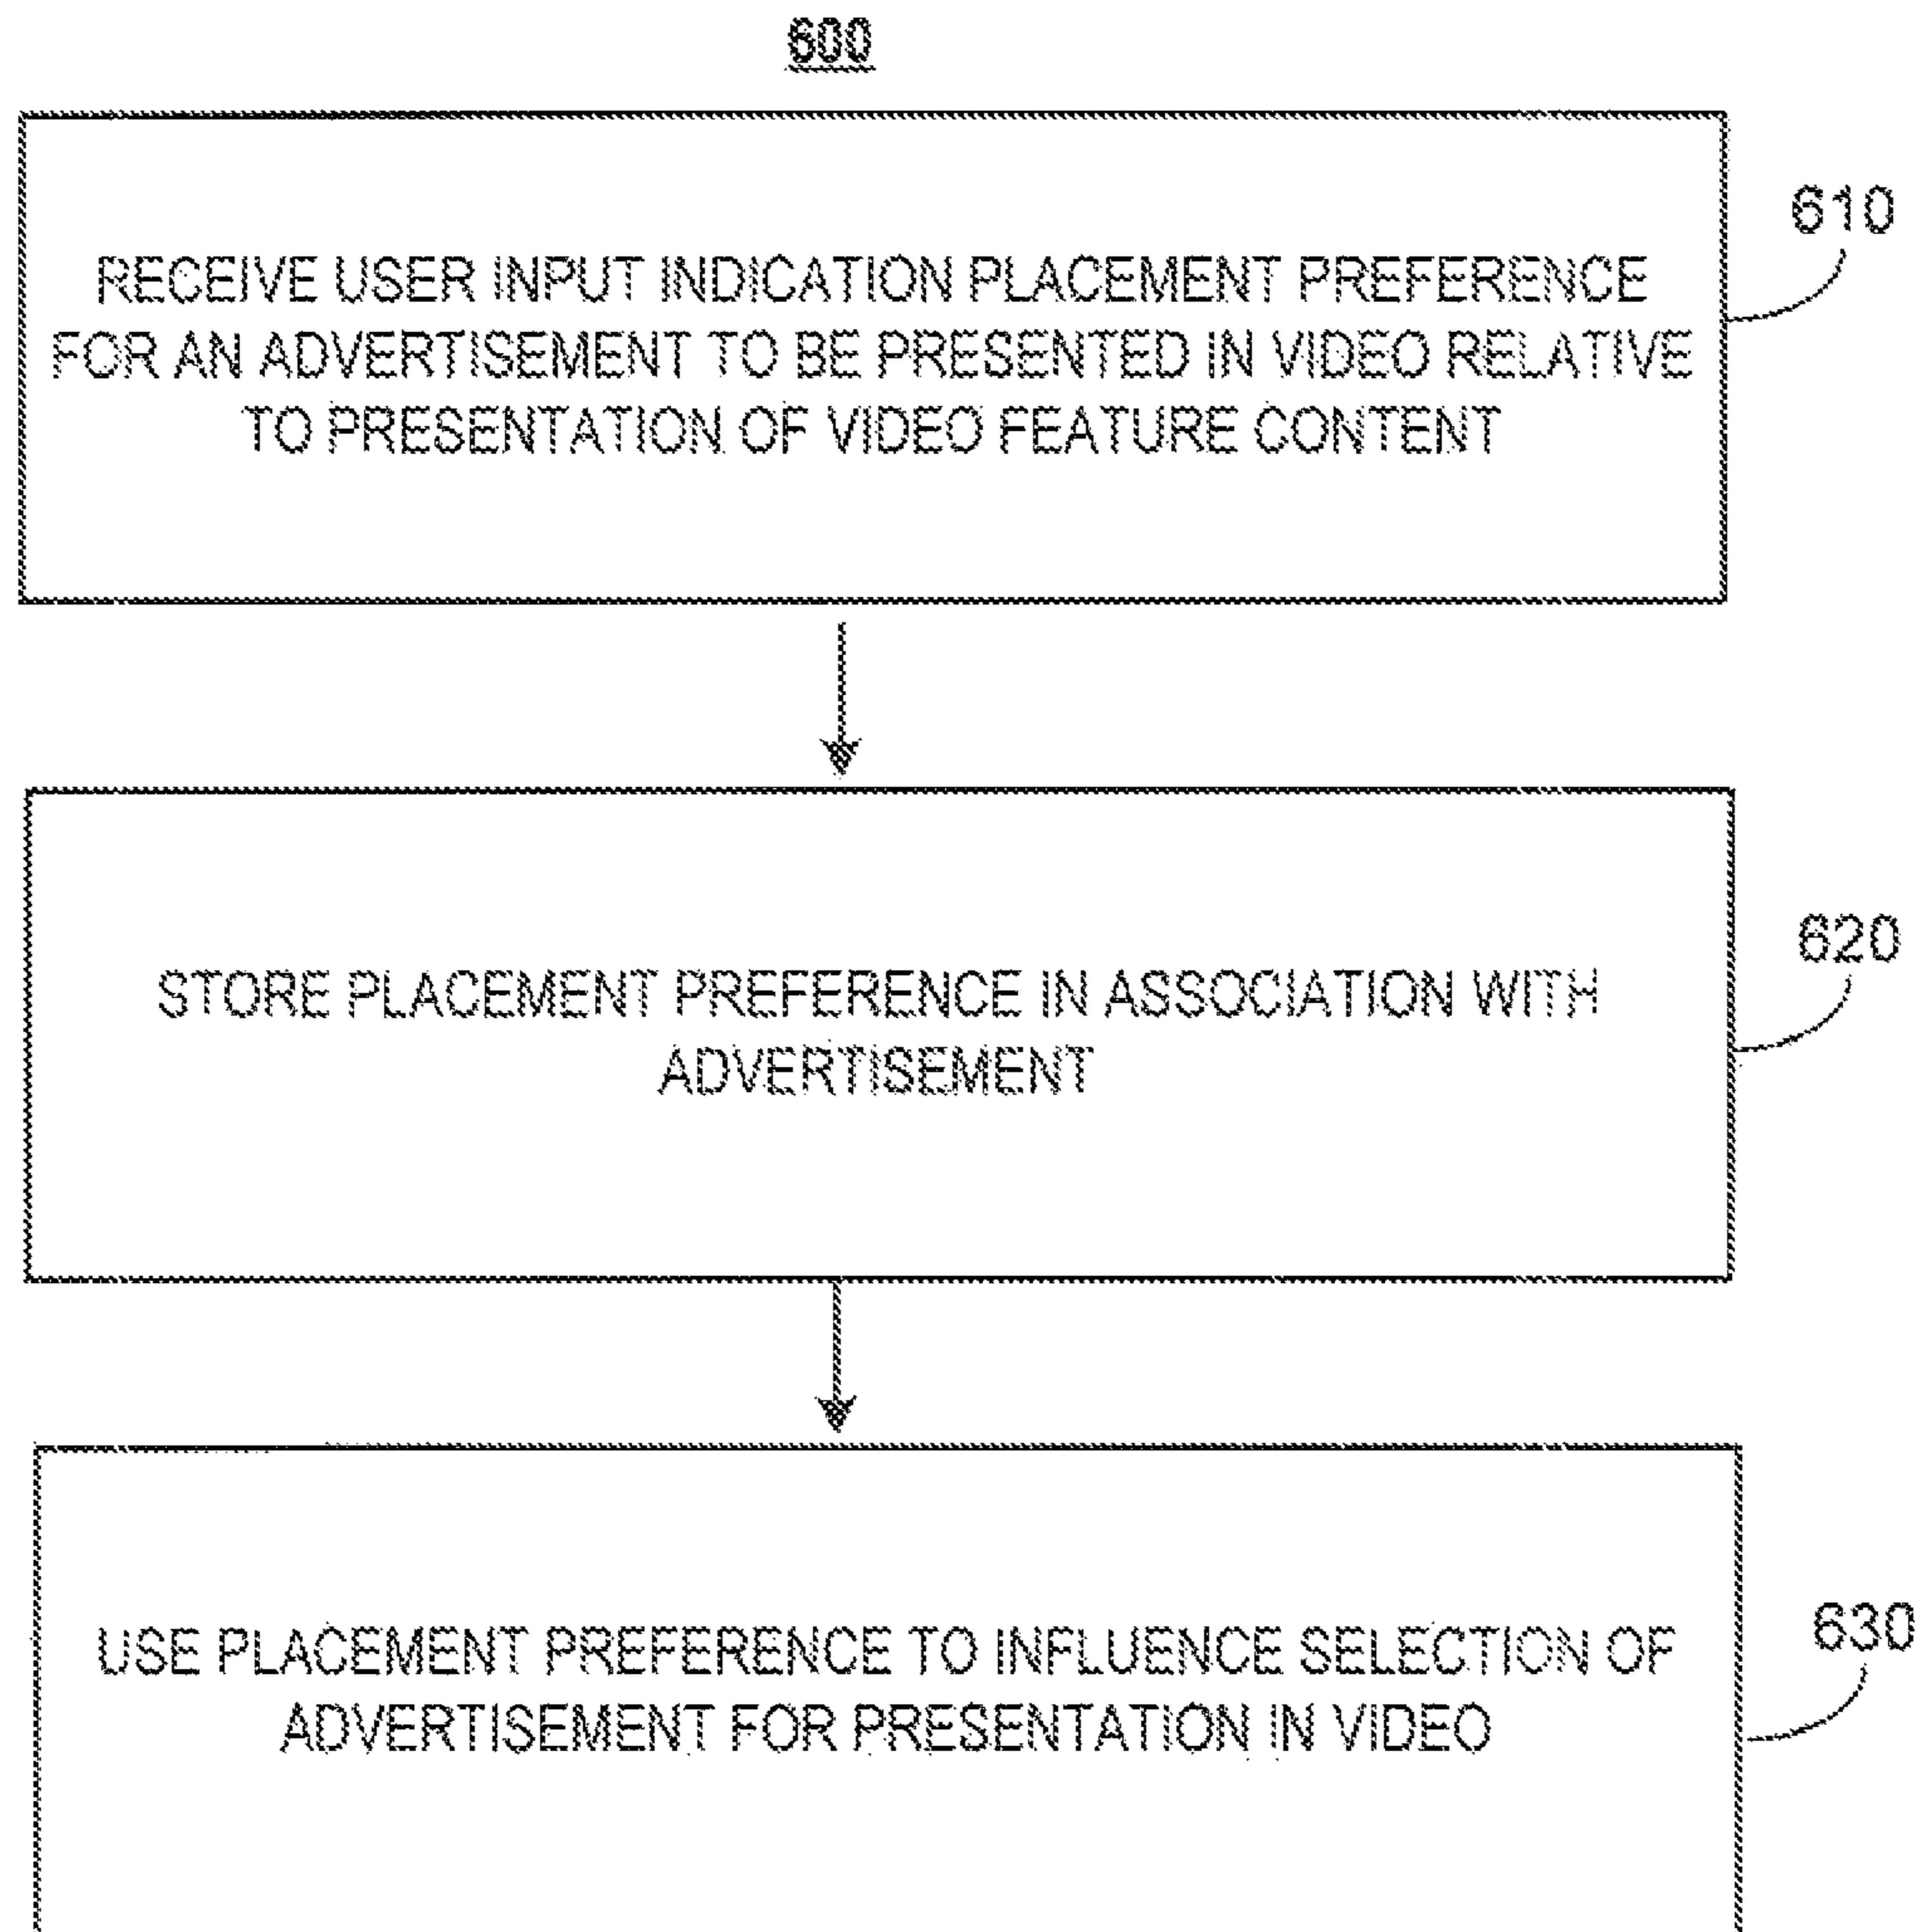 600
RECEIVE USER INPUT INDICATION PLACEMENT PREFERENCE
FOR AN ADVERTISEMENT TO BE PRESENTED IN VIDEO RELATIVE
TO PRESENTATION OF VIDEO FEATURE CONTENT
610
STORE PLACEMENT PREFERENCE IN ASSOCIATION WITH
ADVERTISEMENT
620
USE PLACEMENT PREFERENCE TO INFLUENCE SELECTION OF
ADVERTISEMENT FOR PRESENTATION IN VIDEO
630